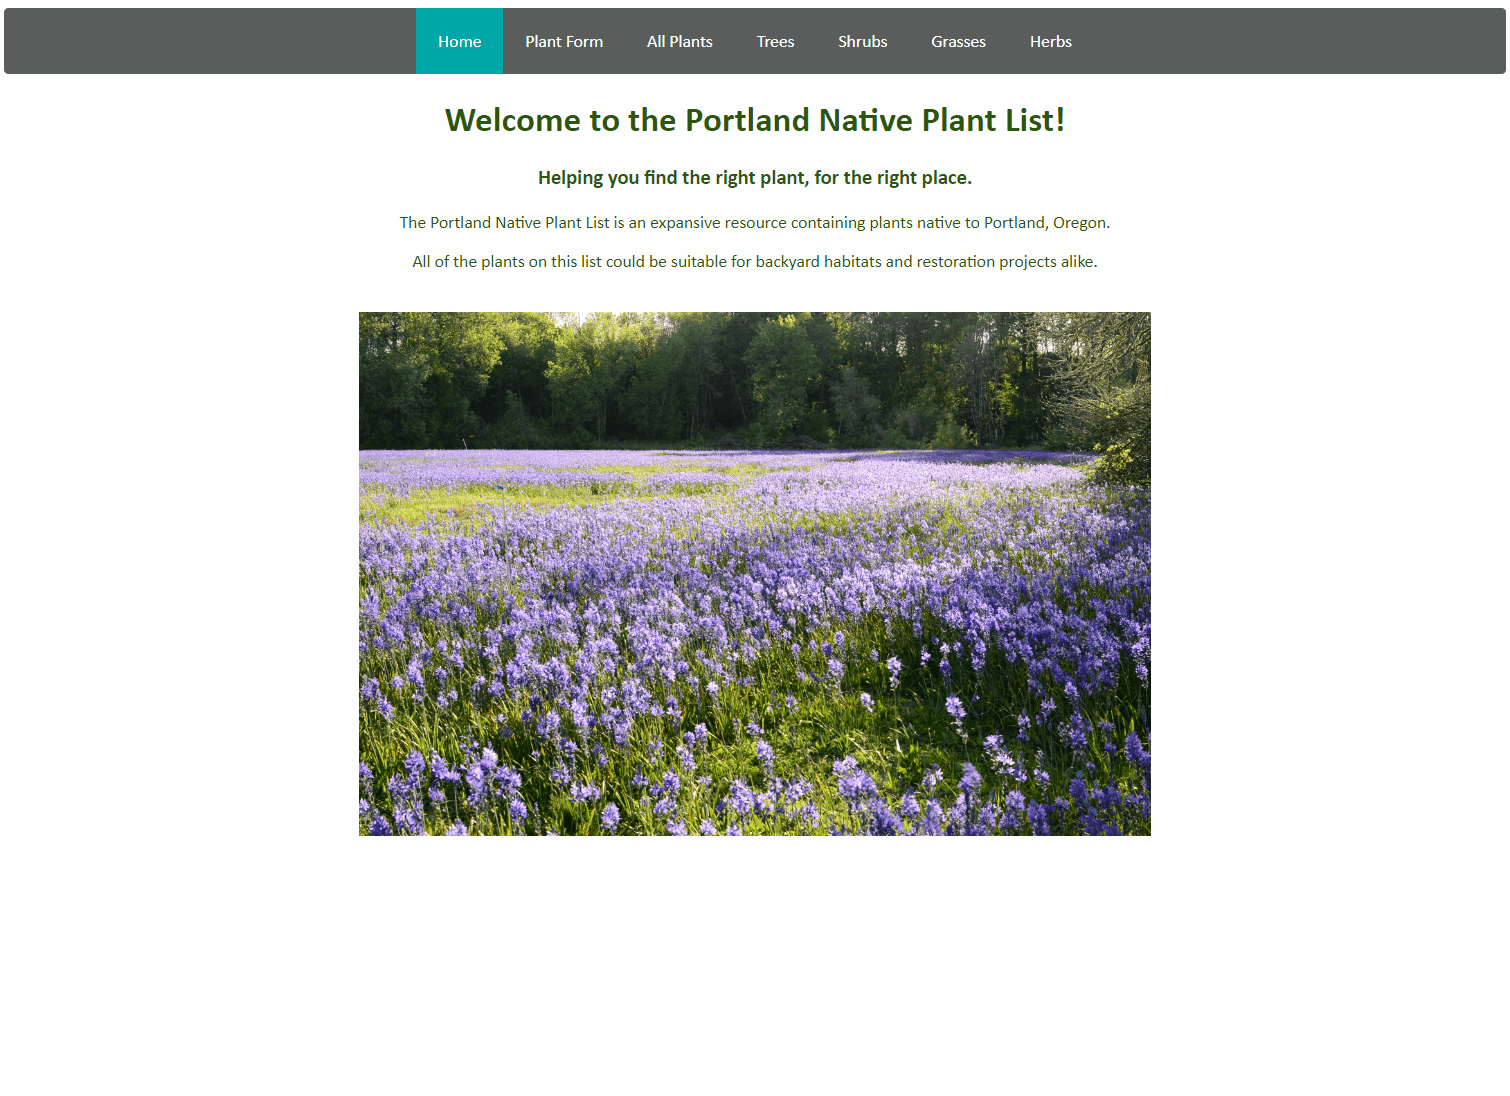 Home Plant Form All Plants Trees Shrubs Grasses Herbs
Welcome to the Portland Native Plant List!
Helping you find the right plant, for the right place.
The Portland Native Plant List is an expansive resource containing plants native to Portland, Oregon.
All of the plants on this list could be suitable for backyard habitats and restoration projects alike.